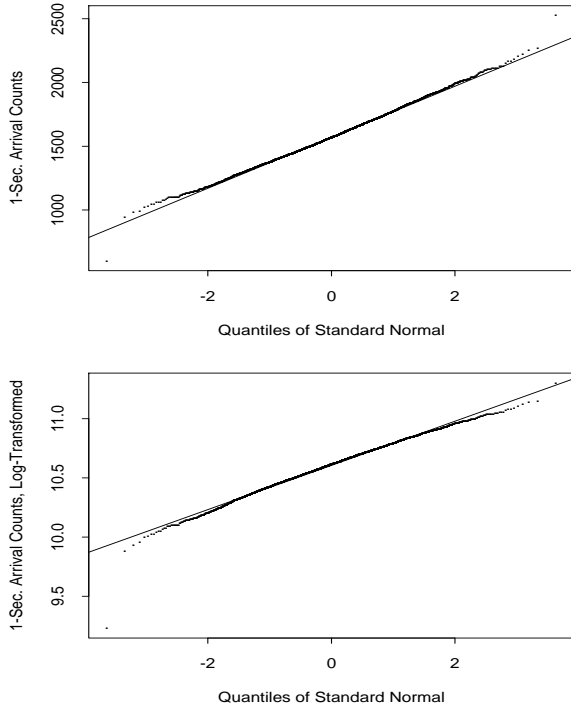 2500
2000
1500
1000
1-Sec. Arrival Counts
-2 0 2
Quantiles of Standard Normal
11.0
10.5
10.0
9.5
1-Sec. Arrival Counts, Log-Transformed
-2 0 2
Quantiles of Standard Normal